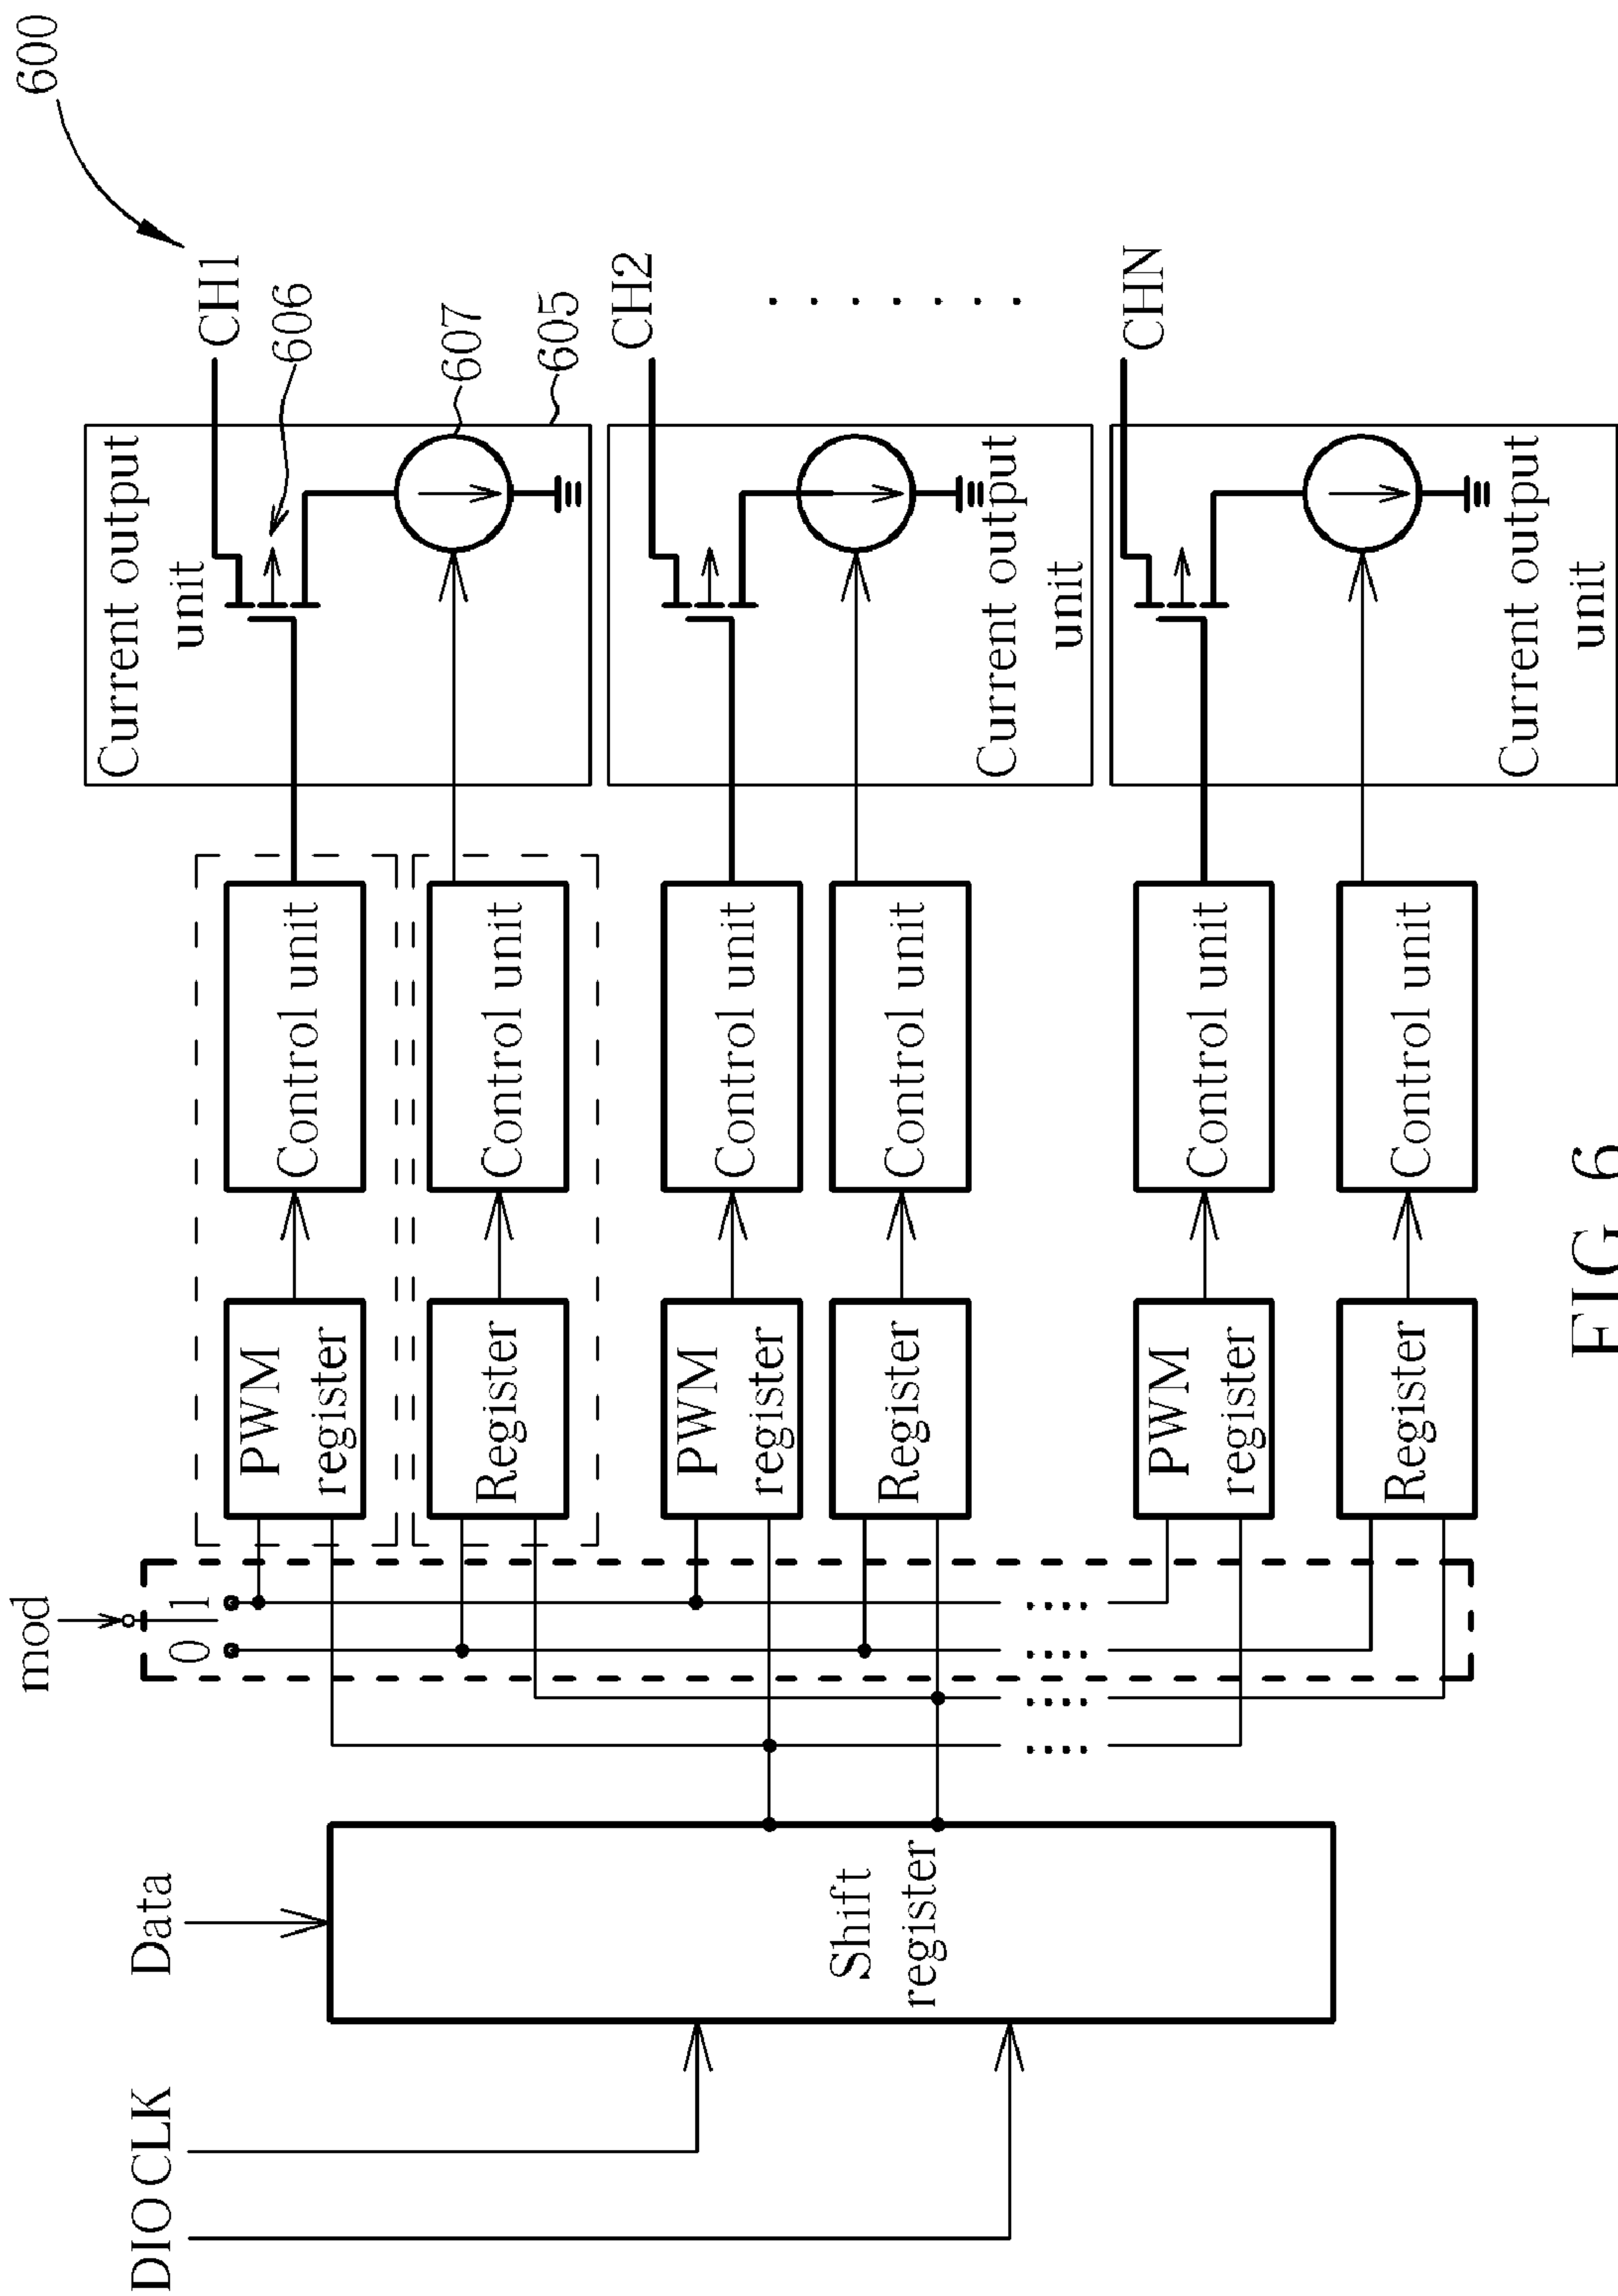 600
mod
0 1
Data
DIO CLK
Shift
register
PWM
register
Control unit
Register
Control unit
Current output
unit
CH1
606
607
605
PWM
register
Control unit
Register
Control unit
Current output
unit
CH2
PWM
register
Control unit
Register
Control unit
Current output
unit
CHN
FIG. 6